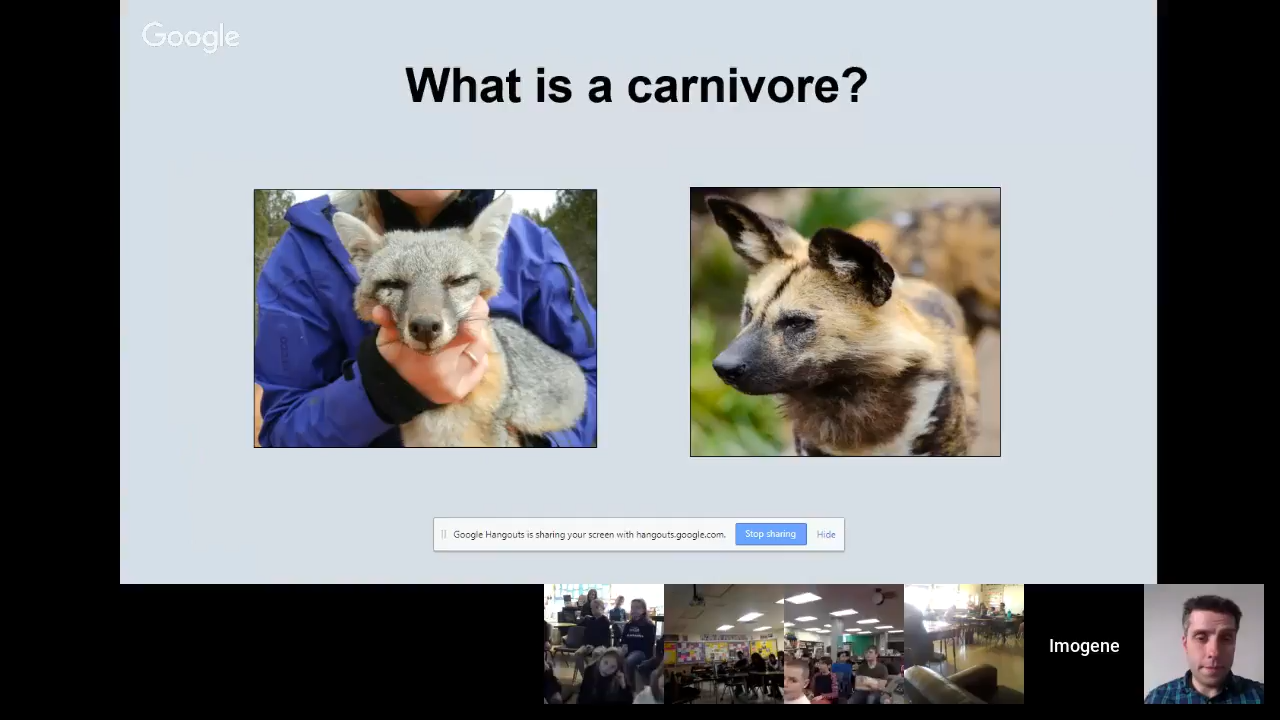 Google
What is a carnivore?
Google Hangouts is sharing your screen with hangouts.google.com.
Stop sharing
Hide
Imogene